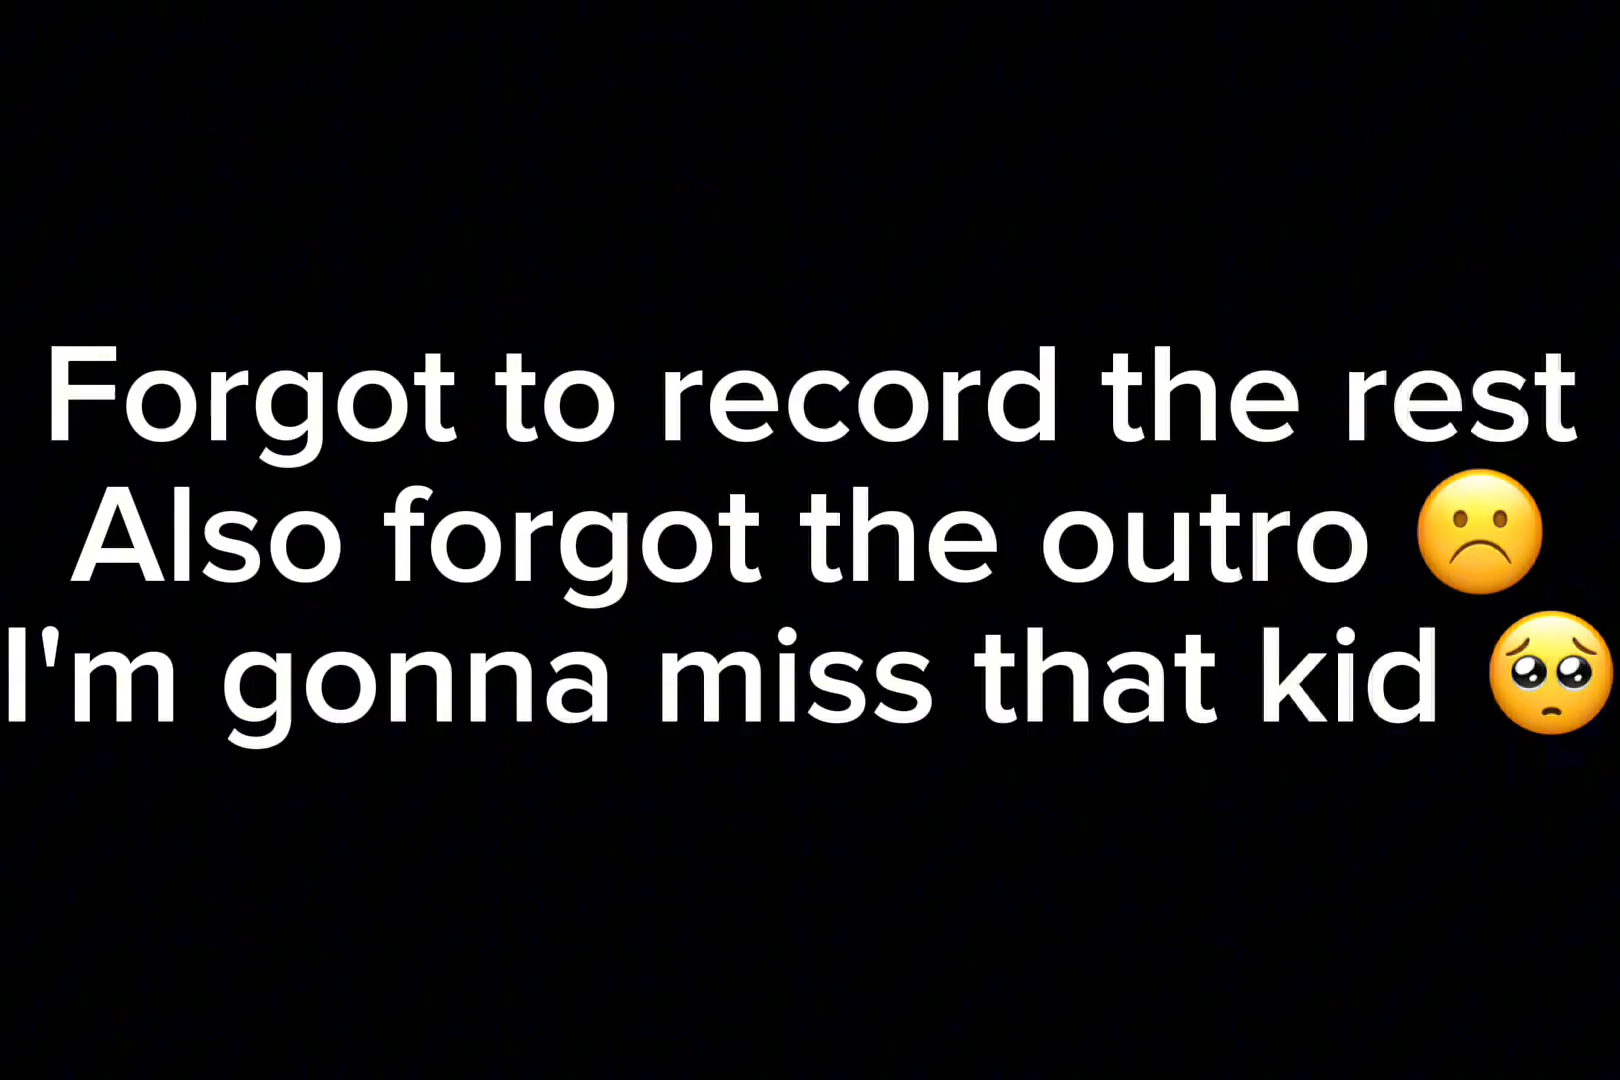 Forgot to record the rest
Also forgot the outro ☹️
I'm gonna miss that kid 🥺